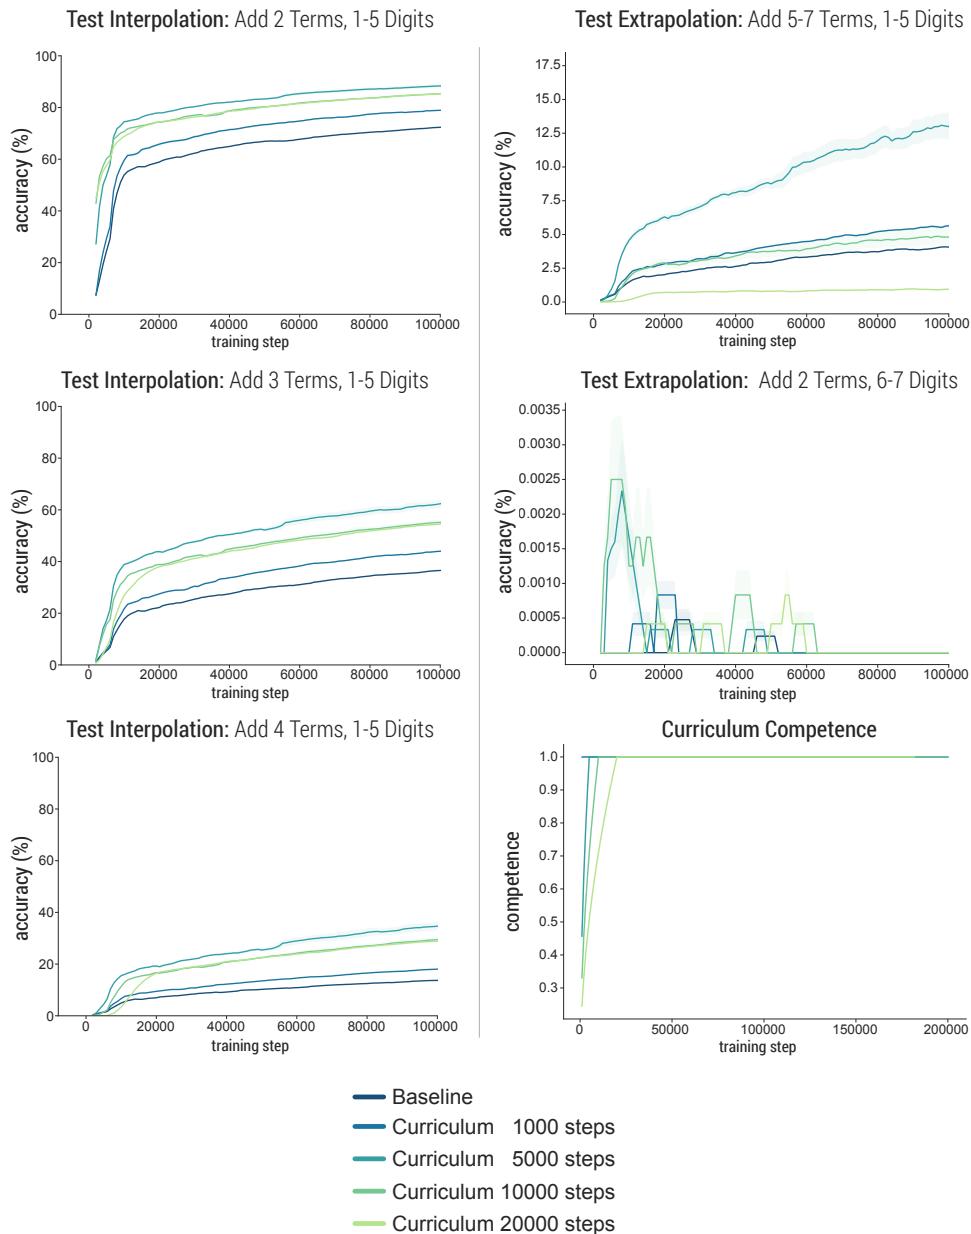 Test Interpolation: Add 2 Terms, 1-5 Digits
100
80
60
40
20
0
accuracy (%)
0 20000 40000 60000 80000 100000
training step
Test Extrapolation: Add 5-7 Terms, 1-5 Digits
17.5
15.0
12.5
10.0
7.5
5.0
2.5
0.0
accuracy (%)
0 20000 40000 60000 80000 100000
training step
Test Interpolation: Add 3 Terms, 1-5 Digits
100
80
60
40
20
0
accuracy (%)
0 20000 40000 60000 80000 100000
training step
Test Extrapolation: Add 2 Terms, 6-7 Digits
0.0035
0.0030
0.0025
0.0020
0.0015
0.0010
0.0005
0.0000
accuracy (%)
0 20000 40000 60000 80000 100000
training step
Test Interpolation: Add 4 Terms, 1-5 Digits
100
80
60
40
20
0
accuracy (%)
0 20000 40000 60000 80000 100000
training step
Curriculum Competence
1.0
0.9
0.8
0.7
0.6
0.5
0.4
0.3
competence
0 50000 100000 150000 200000
training step
Baseline
Curriculum 1000 steps
Curriculum 5000 steps
Curriculum 10000 steps
Curriculum 20000 steps